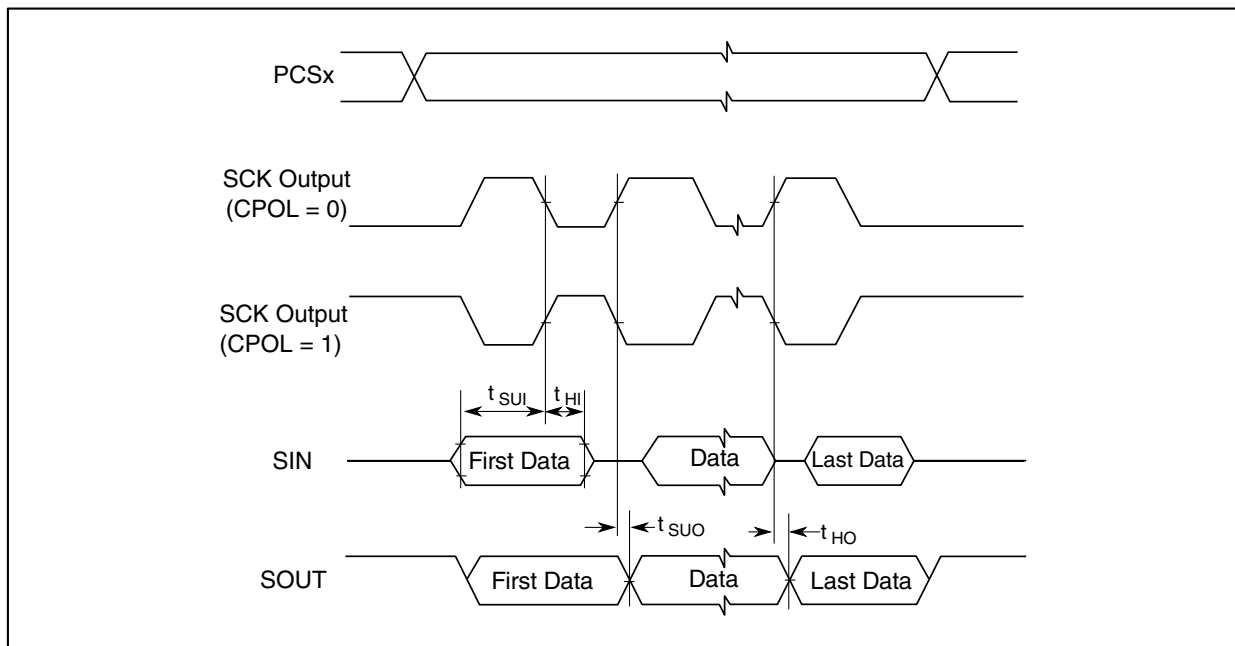 PCSx
SCK Output
(CPOL = 0)
SCK Output
(CPOL = 1)
t SUI
t HI
SIN
First Data
Data
Last Data
t SUO
t HO
SOUT
First Data
Data
Last Data